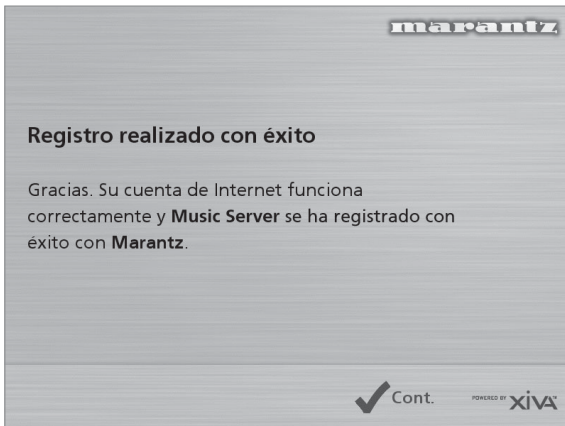 marantz
Registro realizado con éxito
Gracias. Su cuenta de Internet funciona
correctamente y Music Server se ha registrado con
éxito con Marantz.
Cont.
POWERED BY XiVA™